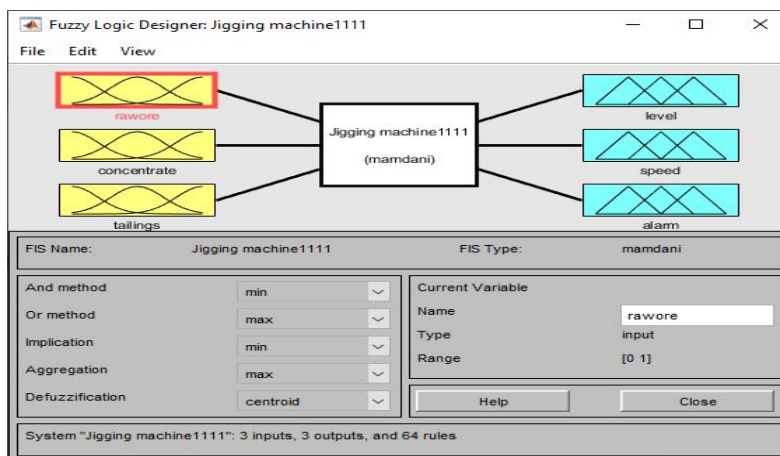 Fuzzy Logic Designer: Jigging machine1111
File Edit View
rawore
concentrate
tailings
Jigging machine1111
(mamdani)
level
speed
alarm
FIS Name: Jigging machine1111 FIS Type: mamdani
And method min
Or method max
Implication min
Aggregation max
Defuzzification centroid
Current Variable
Name rawore
Type input
Range [0 1]
Help Close
System "Jigging machine1111": 3 inputs, 3 outputs, and 64 rules